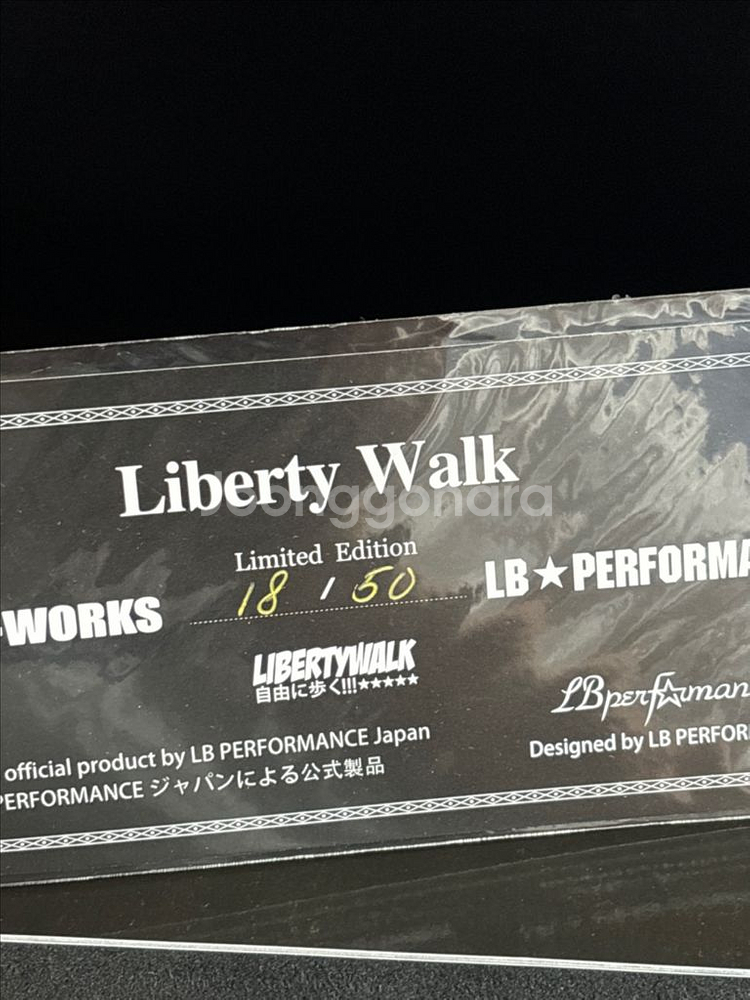 Liberty Walk
joonggonara
Limited Edition
18 / 50
-WORKS
LB★PERFORMA
LIBERTYWALK
自由に歩く!!!★★★★★
LBperforman
official product by LB PERFORMANCE Japan
PERFORMANCE ジャパンによる公式製品
Designed by LB PERFOR